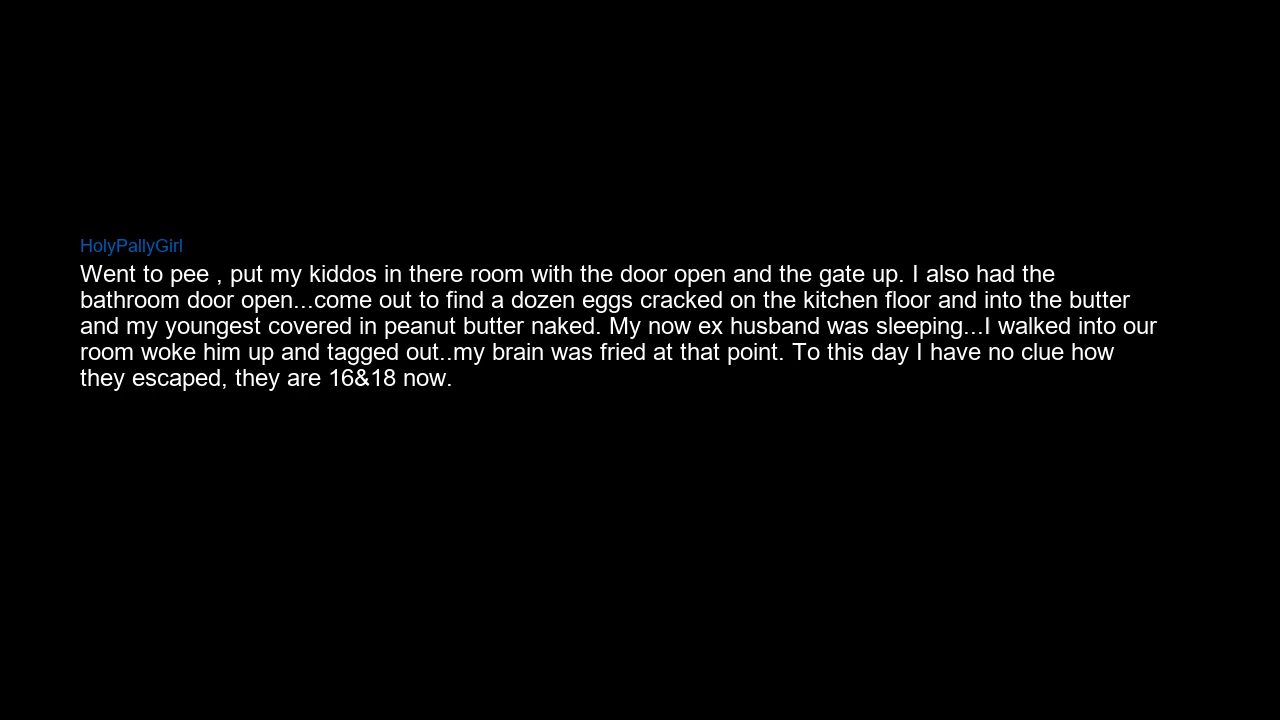 HolyPallyGirl
Went to pee , put my kiddos in there room with the door open and the gate up. I also had the
bathroom door open...come out to find a dozen eggs cracked on the kitchen floor and into the butter
and my youngest covered in peanut butter naked. My now ex husband was sleeping...I walked into our
room woke him up and tagged out..my brain was fried at that point. To this day I have no clue how
they escaped, they are 16&18 now.